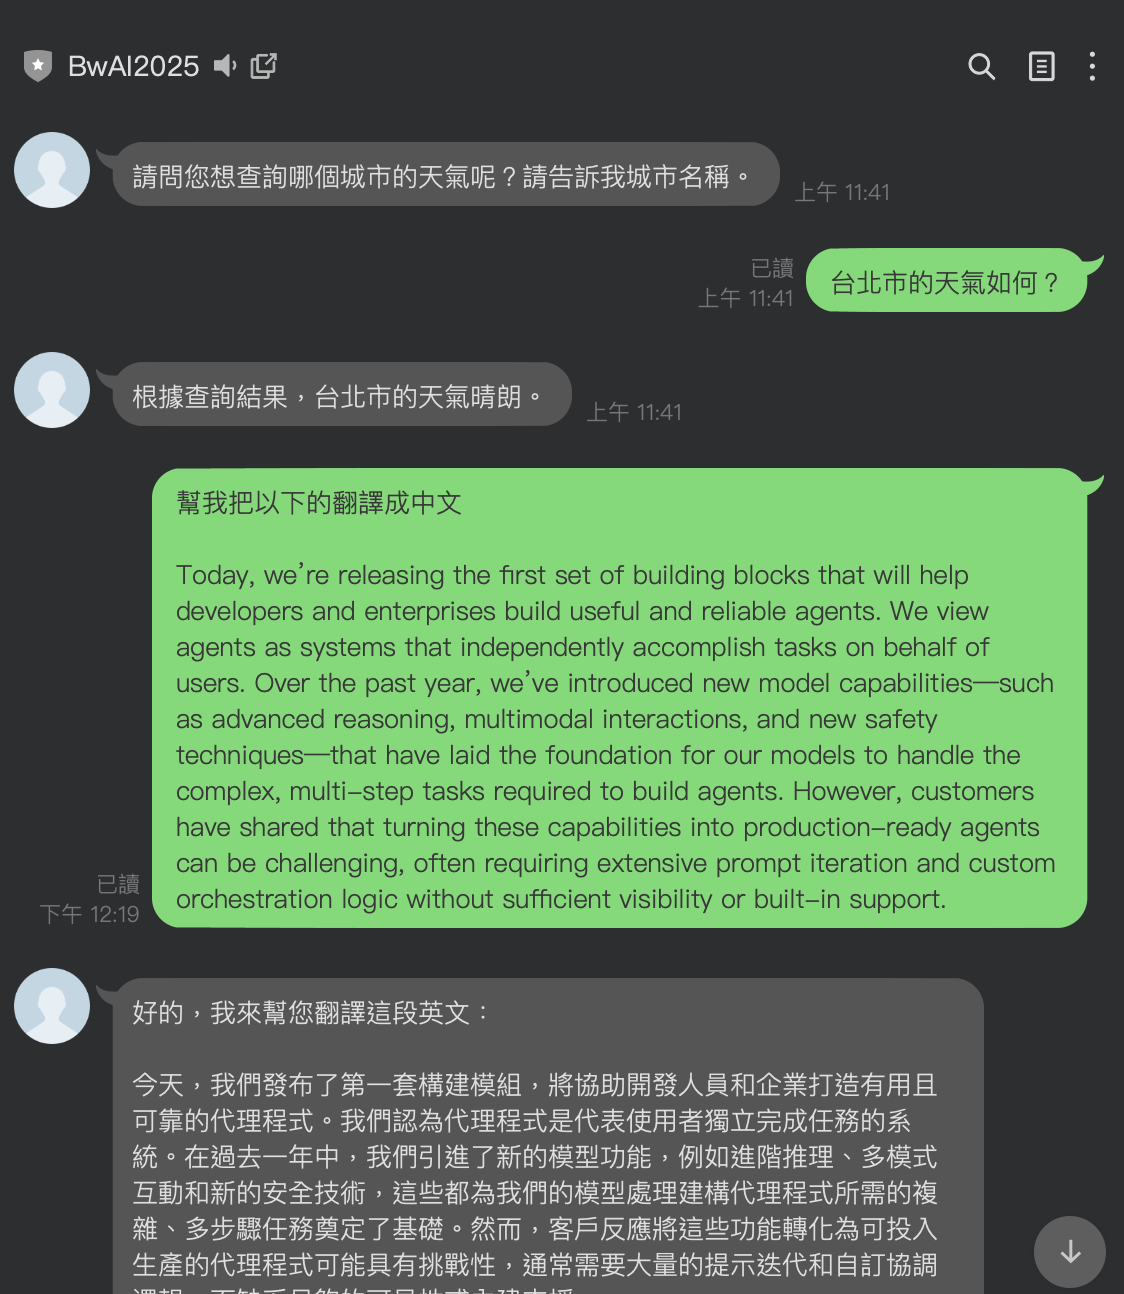 BwAI2025
請問您想查詢哪個城市的天氣呢？請告訴我城市名稱。
上午 11:41
已讀
上午 11:41
台北市的天氣如何？
根據查詢結果，台北市的天氣晴朗。
上午 11:41
幫我把以下的翻譯成中文
Today, we’re releasing the first set of building blocks that will help
developers and enterprises build useful and reliable agents. We view
agents as systems that independently accomplish tasks on behalf of
users. Over the past year, we’ve introduced new model capabilities—such
as advanced reasoning, multimodal interactions, and new safety
techniques—that have laid the foundation for our models to handle the
complex, multi-step tasks required to build agents. However, customers
have shared that turning these capabilities into production-ready agents
can be challenging, often requiring extensive prompt iteration and custom
orchestration logic without sufficient visibility or built-in support.
已讀
下午 12:19
好的，我來幫您翻譯這段英文：
今天，我們發布了第一套構建模組，將協助開發人員和企業打造有用且
可靠的代理程式。我們認為代理程式是代表使用者獨立完成任務的系
統。在過去一年中，我們引進了新的模型功能，例如進階推理、多模式
互動和新的安全技術，這些都為我們的模型處理建構代理程式所需的複
雜、多步驟任務奠定了基礎。然而，客戶反應將這些功能轉化為可投入
生產的代理程式可能具有挑戰性，通常需要大量的提示迭代和自訂協調